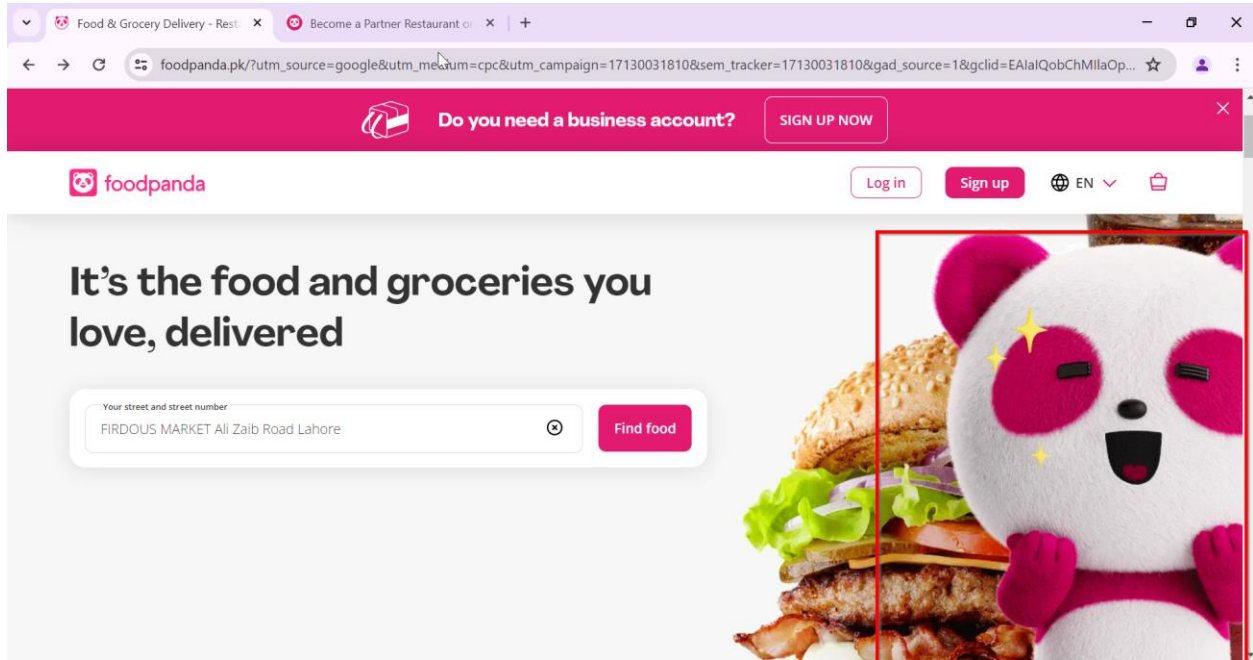 Food & Grocery Delivery - Rest
Become a Partner Restaurant or
foodpanda.pk/?utm_source=google&utm_medium=cpc&utm_campaign=17130031810&sem_tracker=17130031810&gad_source=1&gclid=EAIaIQobChMIlaOp...
Do you need a business account?
SIGN UP NOW
foodpanda
Log in
Sign up
EN
It’s the food and groceries you
love, delivered
Your street and street number
FIRDOUS MARKET Ali Zaib Road Lahore
Find food